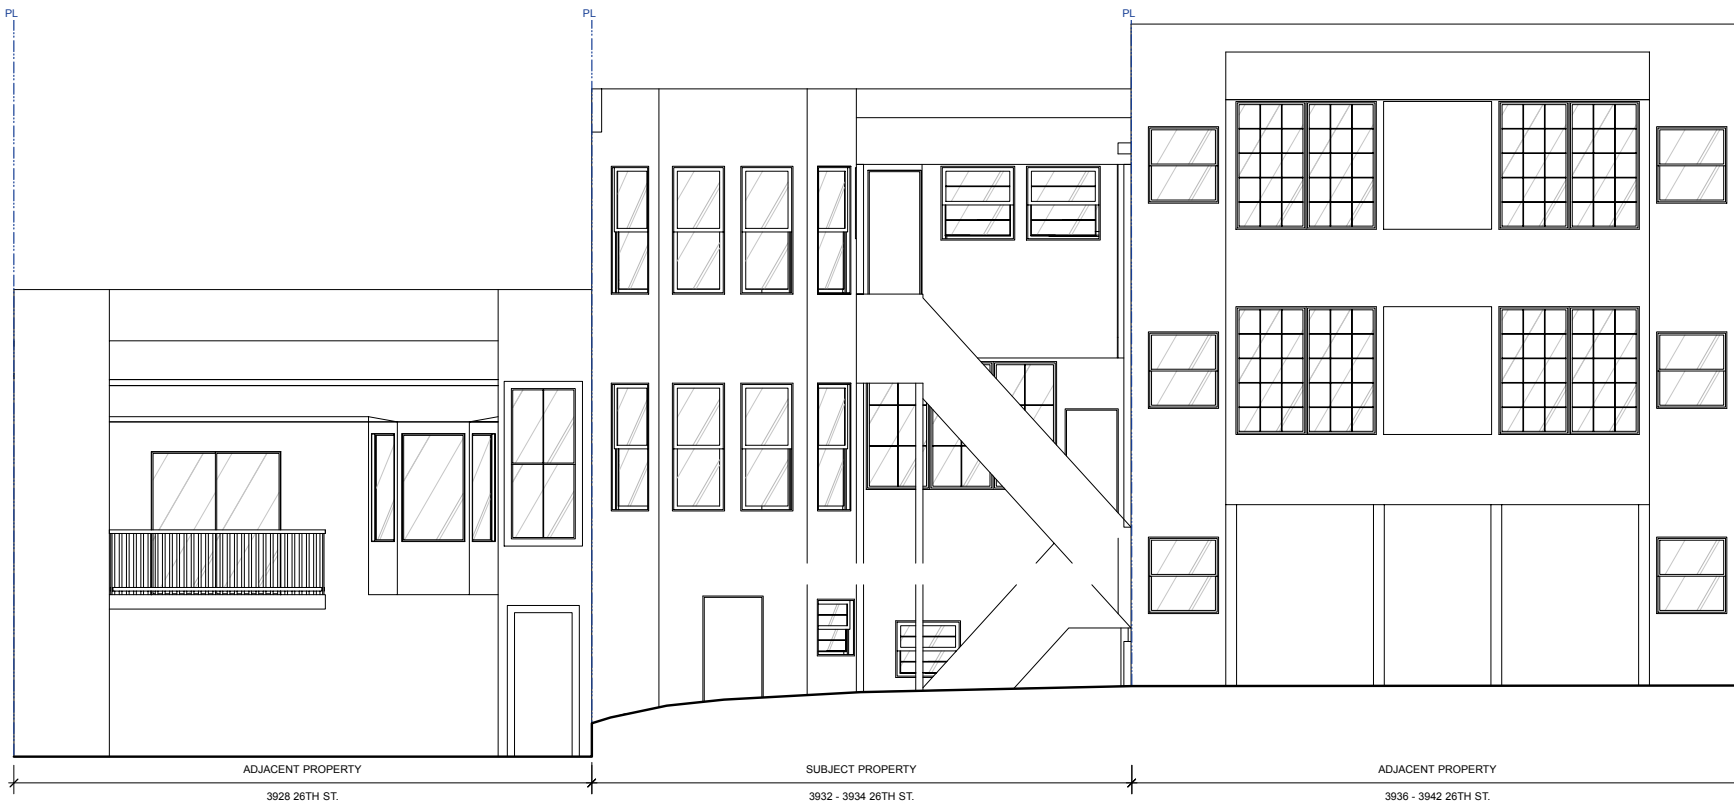 PL
PL
PL
ADJACENT PROPERTY
SUBJECT PROPERTY
ADJACENT PROPERTY
3928 26TH ST.
3932 - 3934 26TH ST.
3936 - 3942 26TH ST.